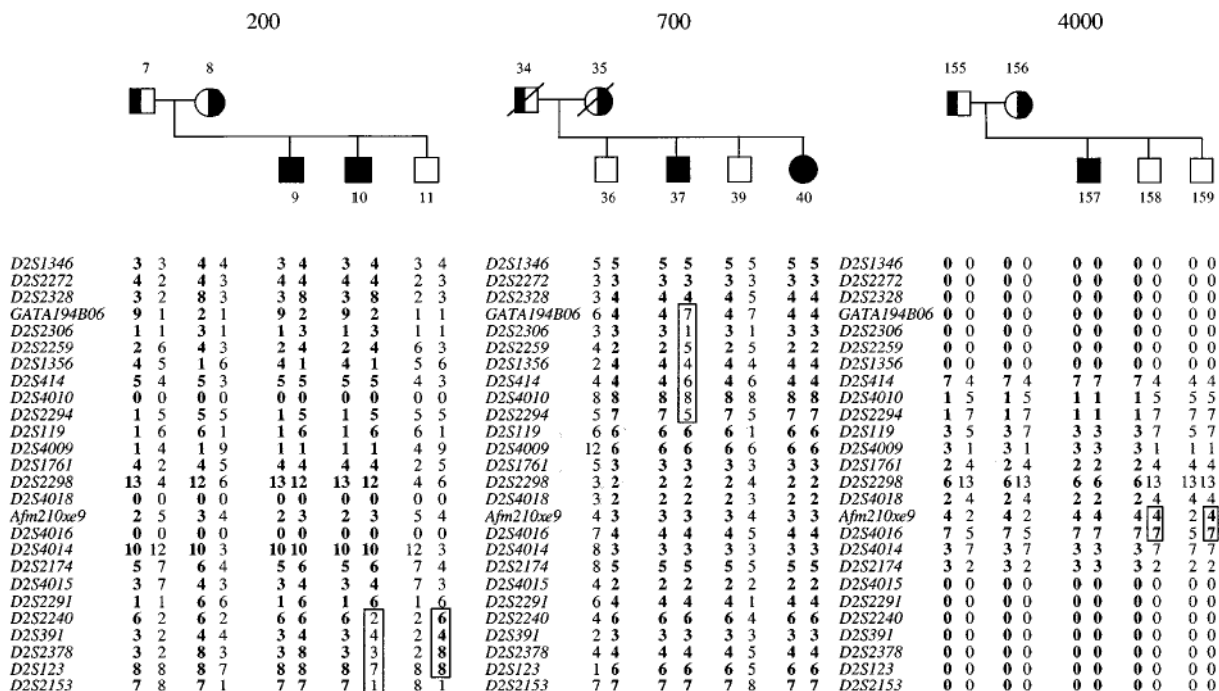 200 700 4000
7 8 34 35 155 156
9 10 11 36 37 39 40 157 158 159
D2S1346 3 3 4 4 3 4 3 4 3 4 D2S1346 5 5 5 5 5 5 5 5 D2S1346 0 0 0 0 0 0 0 0 0 0
D2S2272 4 2 4 3 4 4 4 4 2 3 D2S2272 3 3 3 3 3 3 3 3 D2S2272 0 0 0 0 0 0 0 0 0 0
D2S2328 3 2 8 3 3 8 3 8 2 3 D2S2328 3 4 4 4 4 5 4 4 D2S2328 0 0 0 0 0 0 0 0 0 0
GATA194B06 9 1 2 1 9 2 9 2 1 1 GATA194B06 6 4 4 7 4 7 4 4 GATA194B06 0 0 0 0 0 0 0 0 0 0
D2S2306 1 1 3 1 1 3 1 3 1 1 D2S2306 3 3 3 1 3 1 3 3 D2S2306 0 0 0 0 0 0 0 0 0 0
D2S2259 2 6 4 3 2 4 2 4 6 3 D2S2259 4 2 2 5 2 5 2 2 D2S2259 0 0 0 0 0 0 0 0 0 0
D2S1356 4 5 1 6 4 1 4 1 5 6 D2S1356 2 4 4 4 4 4 4 4 D2S1356 0 0 0 0 0 0 0 0 0 0
D2S414 5 4 5 3 5 5 5 5 4 3 D2S414 4 4 4 6 4 6 4 4 D2S414 7 4 7 4 7 7 7 4 4 4
D2S4010 0 0 0 0 0 0 0 0 0 0 D2S4010 8 8 8 8 8 8 8 8 D2S4010 1 5 1 5 1 1 1 5 5 5
D2S2294 1 5 5 5 1 5 1 5 5 5 D2S2294 5 7 7 5 7 5 7 7 D2S2294 1 7 1 7 1 1 1 7 7 7
D2S119 1 6 6 1 1 6 1 6 6 1 D2S119 6 6 6 6 6 1 6 6 D2S119 3 5 3 7 3 3 3 7 5 7
D2S4009 1 4 1 9 1 1 1 1 4 9 D2S4009 12 6 6 6 6 4 6 6 D2S4009 3 1 3 1 3 3 3 1 1 1
D2S1761 4 2 4 5 4 4 4 4 2 5 D2S1761 5 3 3 3 3 5 3 3 D2S1761 2 4 2 4 2 2 2 4 4 4
D2S2298 13 4 12 6 13 12 13 12 4 6 D2S2298 3 2 2 2 2 4 2 2 D2S2298 6 13 6 13 6 6 6 13 13 13
D2S4018 0 0 0 0 0 0 0 0 0 0 D2S4018 3 2 2 2 2 3 2 2 D2S4018 2 4 2 4 2 2 2 4 4 4
Afm210xe9 2 5 3 4 2 3 2 3 5 4 Afm210xe9 4 3 3 3 3 4 3 3 Afm210xe9 4 2 4 2 4 4 4 4 2 4
D2S4016 0 0 0 0 0 0 0 0 0 0 D2S4016 7 4 4 4 4 5 4 4 D2S4016 7 5 7 5 7 7 7 7 5 7
D2S4014 10 12 10 3 10 10 10 10 12 3 D2S4014 8 3 3 3 3 3 3 3 D2S4014 3 7 3 7 3 3 3 7 7 7
D2S2174 5 7 6 4 5 6 5 6 7 4 D2S2174 8 5 5 5 5 5 5 5 D2S2174 3 2 3 2 3 3 3 2 2 2
D2S4015 3 7 4 3 3 4 3 4 7 3 D2S4015 4 2 2 2 2 2 2 2 D2S4015 0 0 0 0 0 0 0 0 0 0
D2S2291 1 1 6 6 1 6 1 6 1 6 D2S2291 6 4 4 4 4 1 4 4 D2S2291 0 0 0 0 0 0 0 0 0 0
D2S2240 6 2 6 2 6 6 6 2 2 6 D2S2240 4 6 6 6 6 4 6 6 D2S2240 0 0 0 0 0 0 0 0 0 0
D2S391 3 2 4 4 3 4 3 4 2 4 D2S391 2 3 3 3 3 3 3 3 D2S391 0 0 0 0 0 0 0 0 0 0
D2S2378 3 2 8 3 3 8 3 3 2 8 D2S2378 4 4 4 4 4 5 4 4 D2S2378 0 0 0 0 0 0 0 0 0 0
D2S123 8 8 8 7 8 8 8 7 8 8 D2S123 1 6 6 6 6 5 6 6 D2S123 0 0 0 0 0 0 0 0 0 0
D2S2153 7 8 7 1 7 7 7 1 8 1 D2S2153 7 7 7 7 7 8 7 7 D2S2153 0 0 0 0 0 0 0 0 0 0